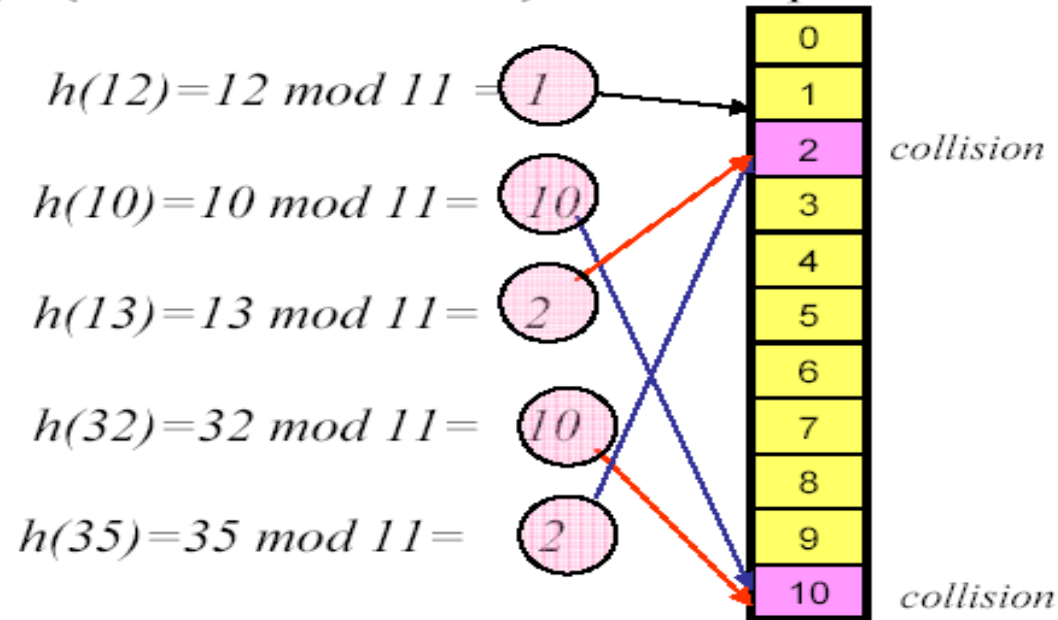 0
h(12)=12 mod 11 = 1
1
2 collision
h(10)=10 mod 11= 10
3
4
h(13)=13 mod 11= 2
5
6
h(32)=32 mod 11= 10
7
8
h(35)=35 mod 11= 2
9
10 collision